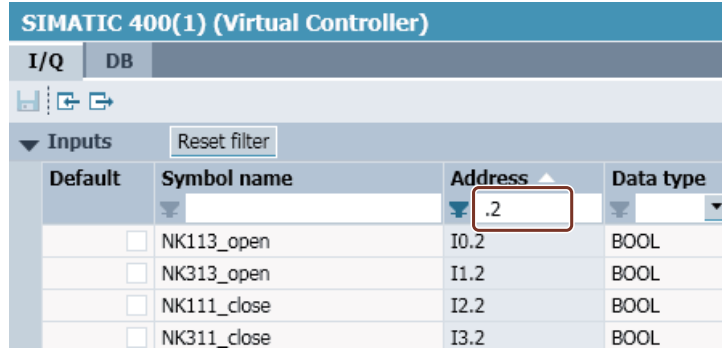 SIMATIC 400(1) (Virtual Controller)
I/Q DB
Inputs Reset filter
Default Symbol name Address Data type
.2
NK113_open I0.2 BOOL
NK313_open I1.2 BOOL
NK111_close I2.2 BOOL
NK311_close I3.2 BOOL